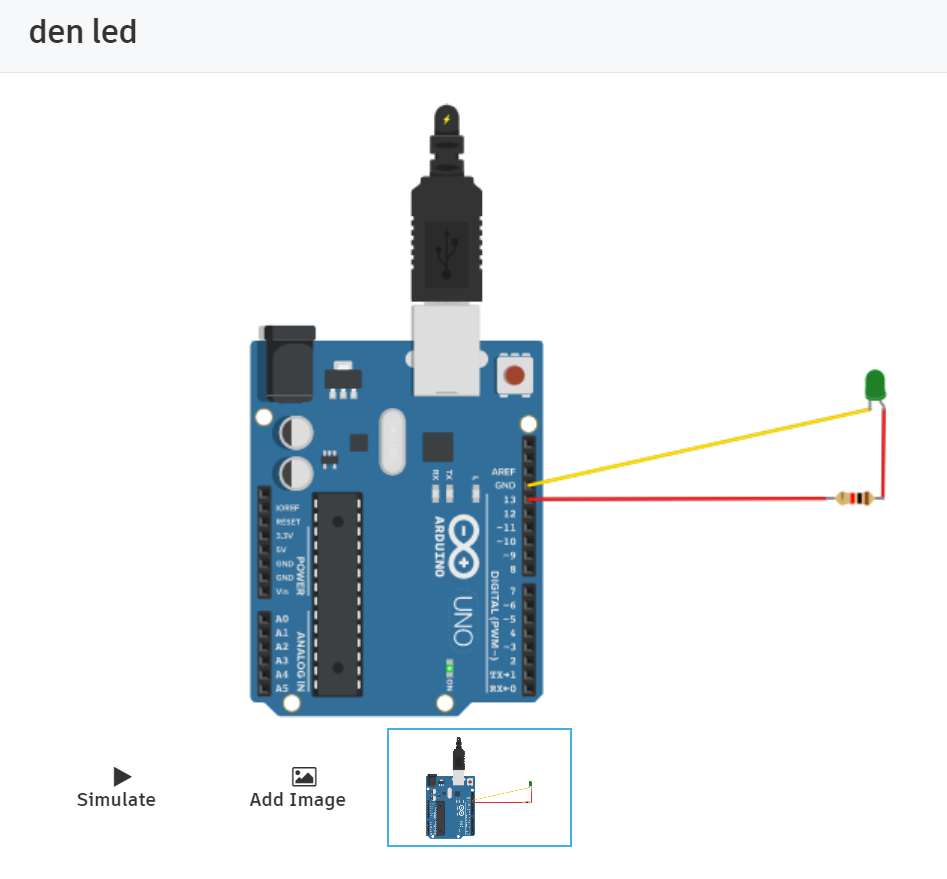 den led
AREF
GND
13
12
~11
~10
~9
8
7
~6
~5
4
~3
2
TX→1
RX←0
DIGITAL (PWM~)
RX
TX
L
ARDUINO
UNO
ON
IOREF
RESET
3.3V
5V
GND
GND
Vin
POWER
A0
A1
A2
A3
A4
A5
ANALOG IN
Simulate
Add Image